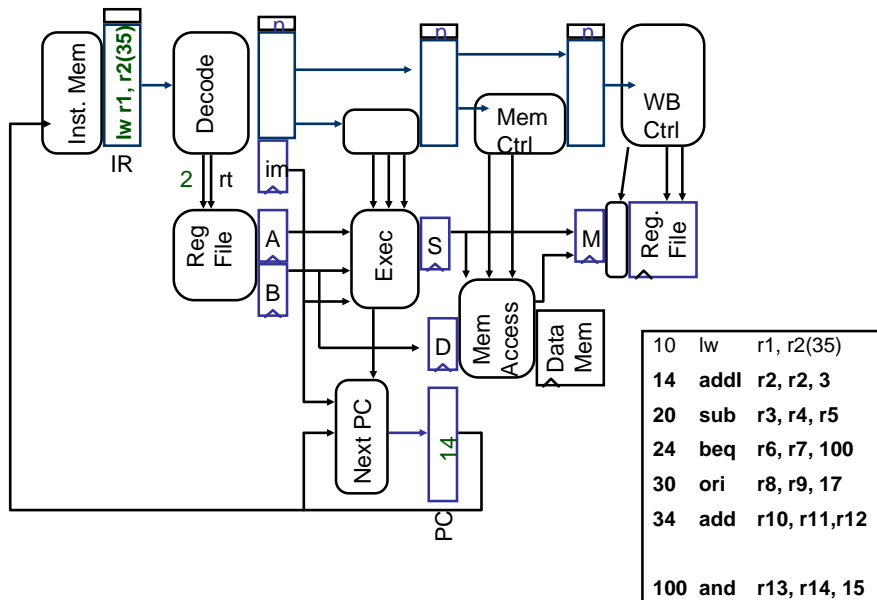 n
n
n
Inst. Mem
lw r1, r2(35)
Decode
WB
Ctrl
Mem
Ctrl
IR
im
2
rt
Reg
File
A
B
Exec
S
M
Reg.
File
D
Mem
Access
Data
Mem
Next PC
14
PC
10 lw r1, r2(35)
14 addI r2, r2, 3
20 sub r3, r4, r5
24 beq r6, r7, 100
30 ori r8, r9, 17
34 add r10, r11,r12
100 and r13, r14, 15